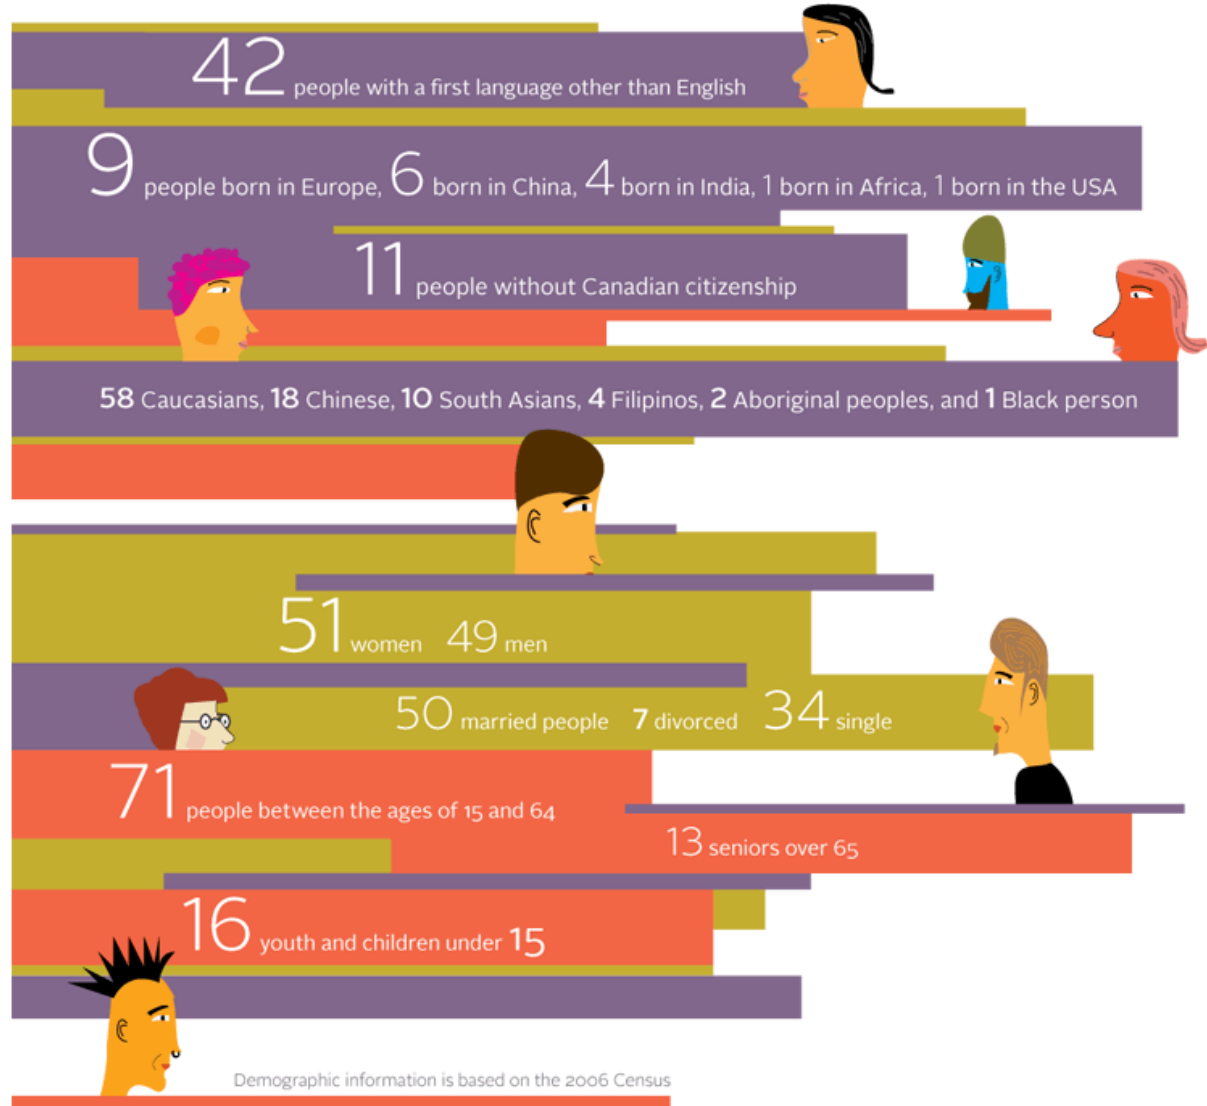 42 people with a first language other than English
9 people born in Europe, 6 born in China, 4 born in India, 1 born in Africa, 1 born in the USA
11 people without Canadian citizenship
58 Caucasians, 18 Chinese, 10 South Asians, 4 Filipinos, 2 Aboriginal peoples, and 1 Black person
51 women 49 men
50 married people 7 divorced 34 single
71 people between the ages of 15 and 64
13 seniors over 65
16 youth and children under 15
Demographic information is based on the 2006 Census